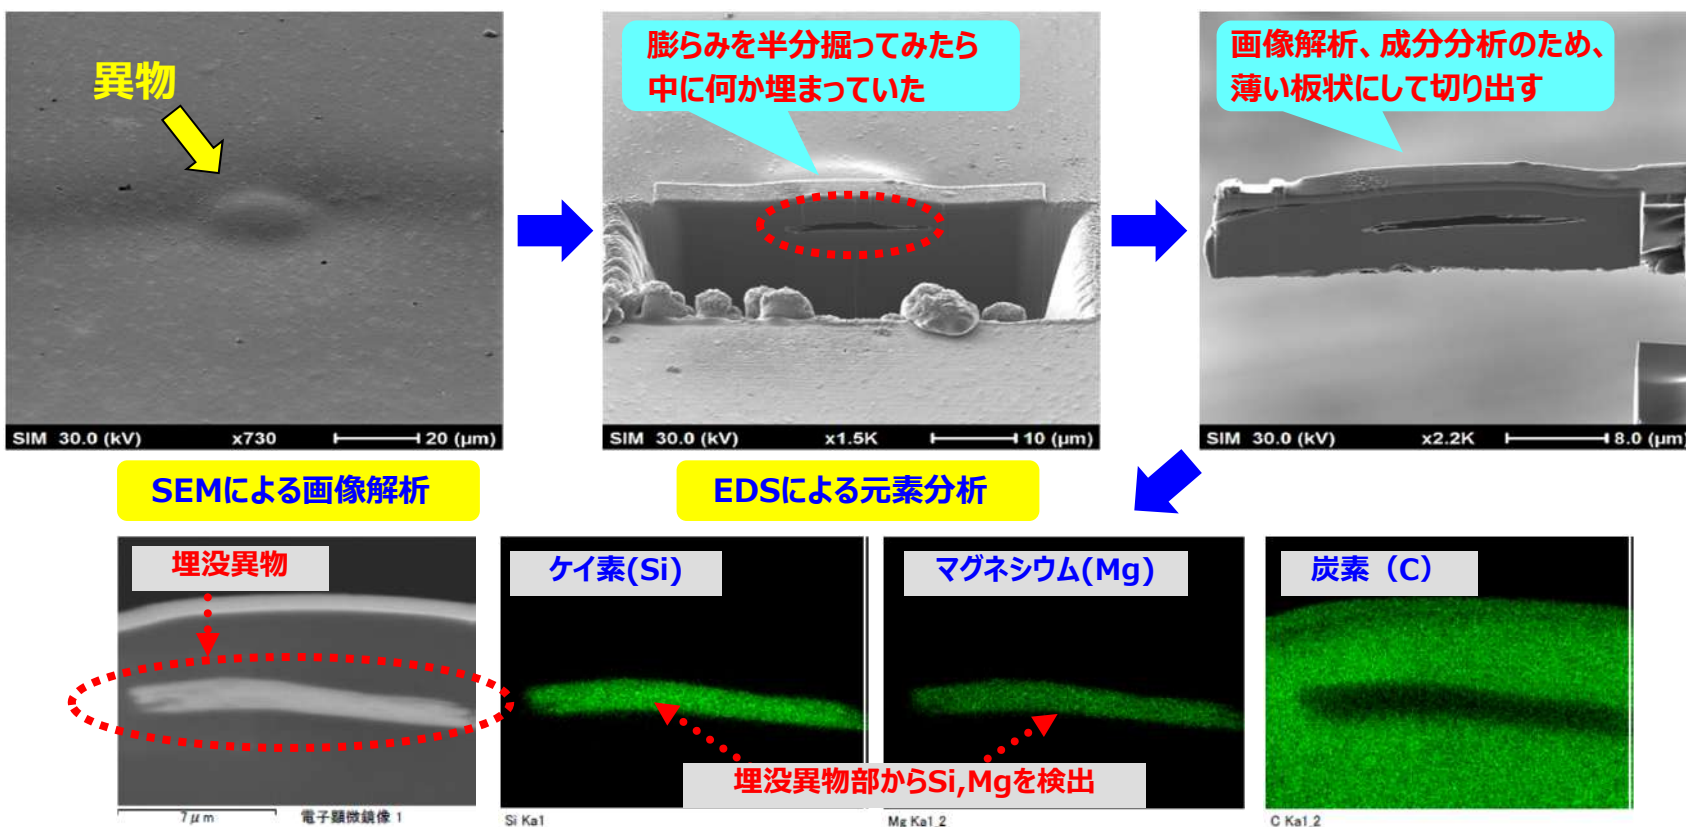 異物
膨らみを半分掘ってみたら
中に何か埋まっていた
画像解析、成分分析のため、
薄い板状にして切り出す
SIM 30.0 (kV) x730 20 (μm)
SIM 30.0 (kV) x1.5K 10 (μm)
SIM 30.0 (kV) x2.2K 8.0 (μm)
SEMによる画像解析
EDSによる元素分析
埋没異物
ケイ素(Si)
マグネシウム(Mg)
炭素（C）
埋没異物部からSi,Mgを検出
7μm 電子顕微鏡像 1
Si Ka1
Mg Ka1_2
C Ka1_2